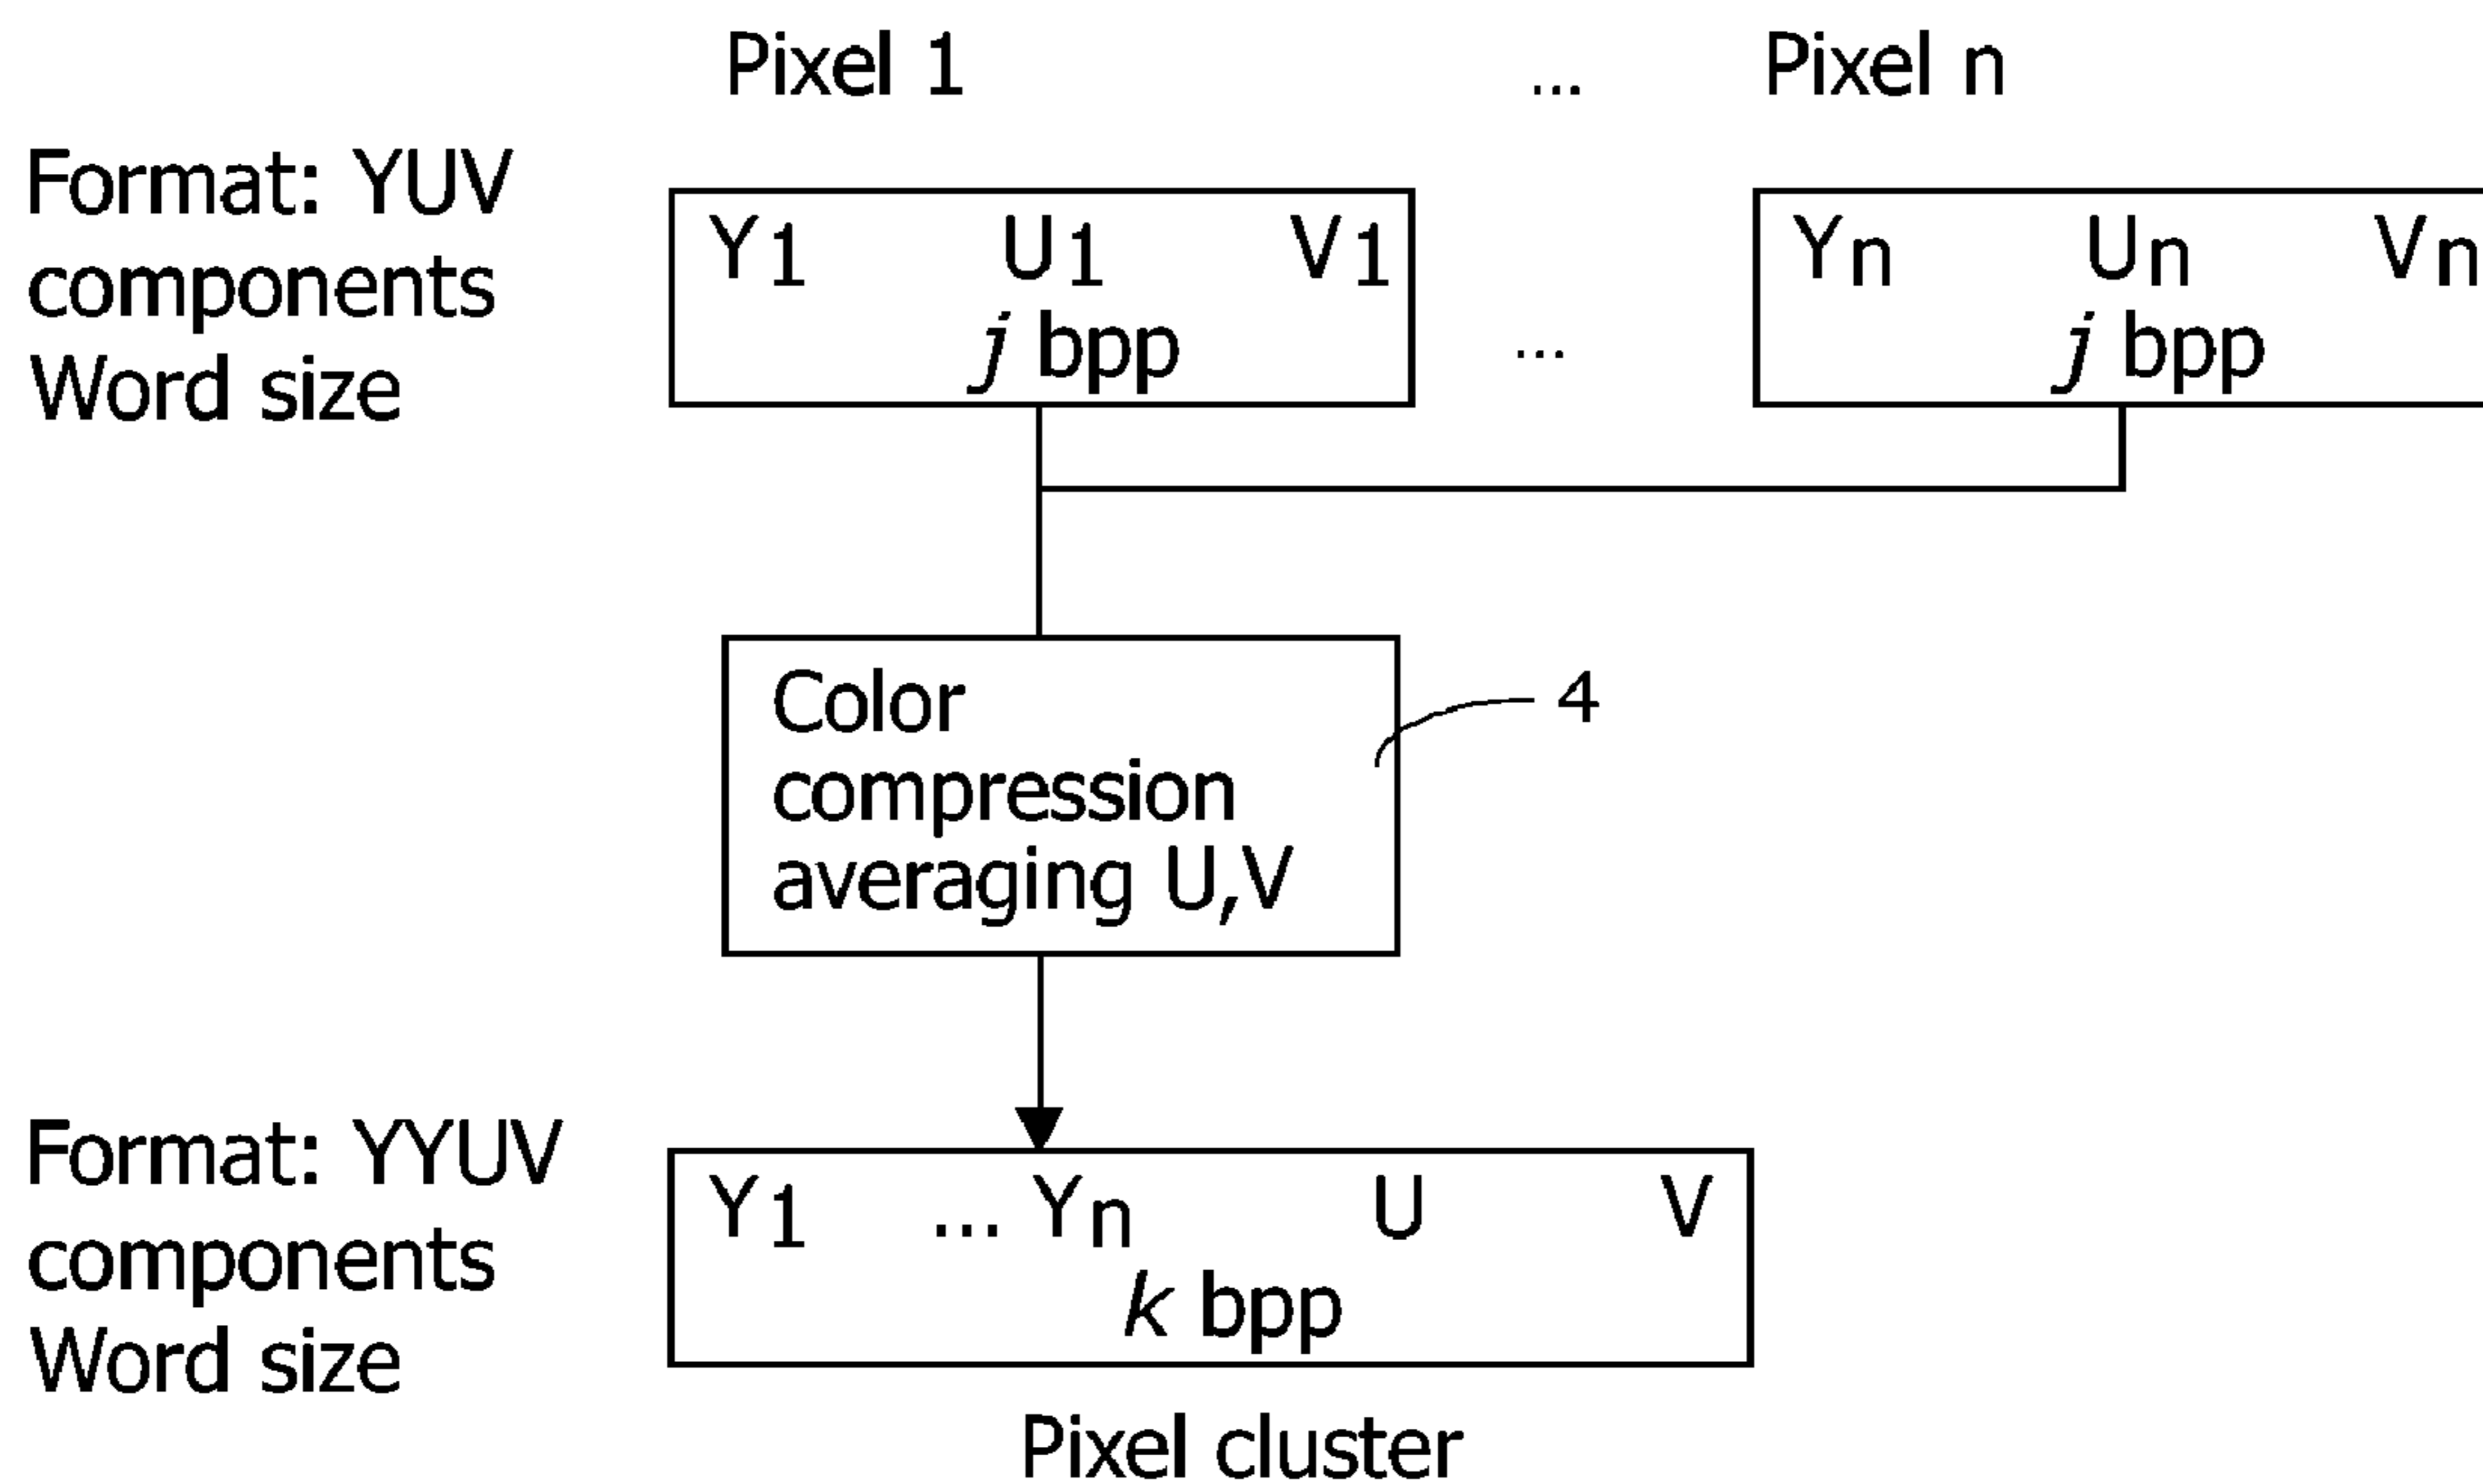 Pixel 1 ... Pixel n
Format: YUV
components
Word size
Y1 U1 V1
j bpp
...
Yn Un Vn
j bpp
Color
compression
averaging U,V
4
Format: YYUV
components
Word size
Y1 ... Yn U V
k bpp
Pixel cluster